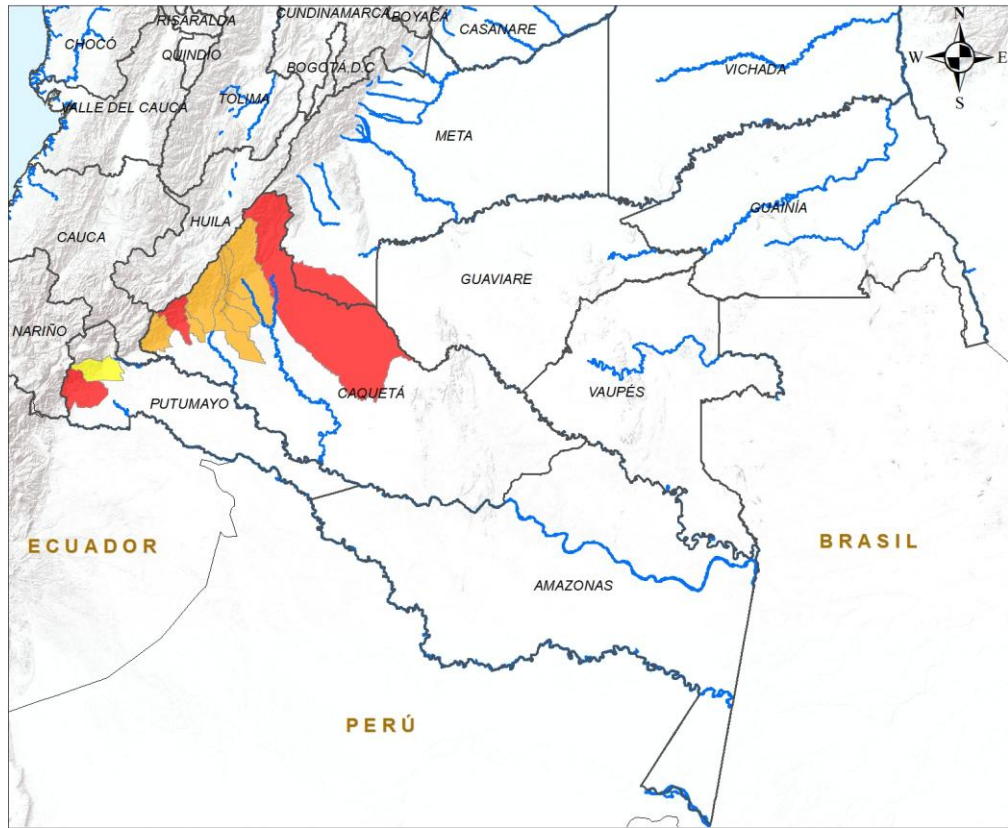 RISARALDA
CUNDINAMARCA
BOYACÁ
CASANARE
N
CHOCÓ
QUINDÍO
BOGOTÁ D.C
W
E
VICHADA
S
VALLE DEL CAUCA
TOLIMA
META
HUILA
GUAINÍA
CAUCA
GUAVIARE
NARIÑO
CAQUETÁ
VAUPÉS
PUTUMAYO
ECUADOR
BRASIL
AMAZONAS
PERÚ